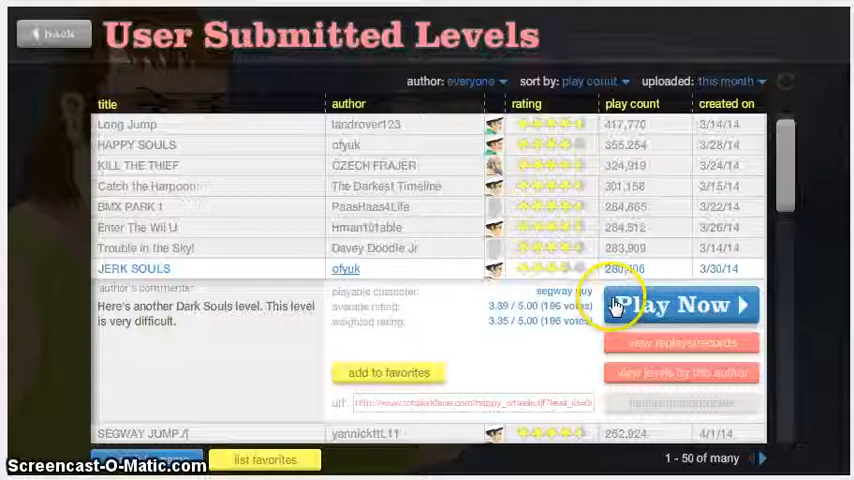 BACK
User Submitted Levels
author: everyone sort by: play count uploaded: this month
title author rating play count created on
Long Jump landrover123 417,770 3/14/14
HAPPY SOULS ofyuk 355,254 3/28/14
KILL THE THIEF CZECH FRAJER 324,919 3/24/14
Catch the Harpoon The Darkest Timeline 301,158 3/15/14
BMX PARK 1 PaasHaas4Life 284,665 3/22/14
Enter The Wii U Hman101able 284,512 3/26/14
Trouble in the Sky! Davey Doodle Jr 283,909 3/14/14
JERK SOULS ofyuk 3/30/14
author's comments:
Here's another Dark Souls level. This level
is very difficult.
playable character: segway guy
average rating: 3.39 / 5.00 (196 votes)
weighted rating: 3.35 / 5.00 (196 votes)
Play Now
view replays/records
view levels by this author
add to favorites
url:
SEGWAY JUMP yannickttL11 262,924 4/1/14
list favorites
1 - 50 of many
Screencast-O-Matic.com